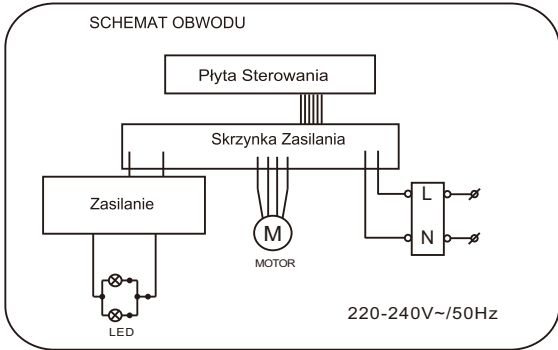 SCHEMAT OBWODU
Płyta Sterowania
Skrzynka Zasilania
Zasilanie
L
M
N
MOTOR
220-240V~/50Hz
LED